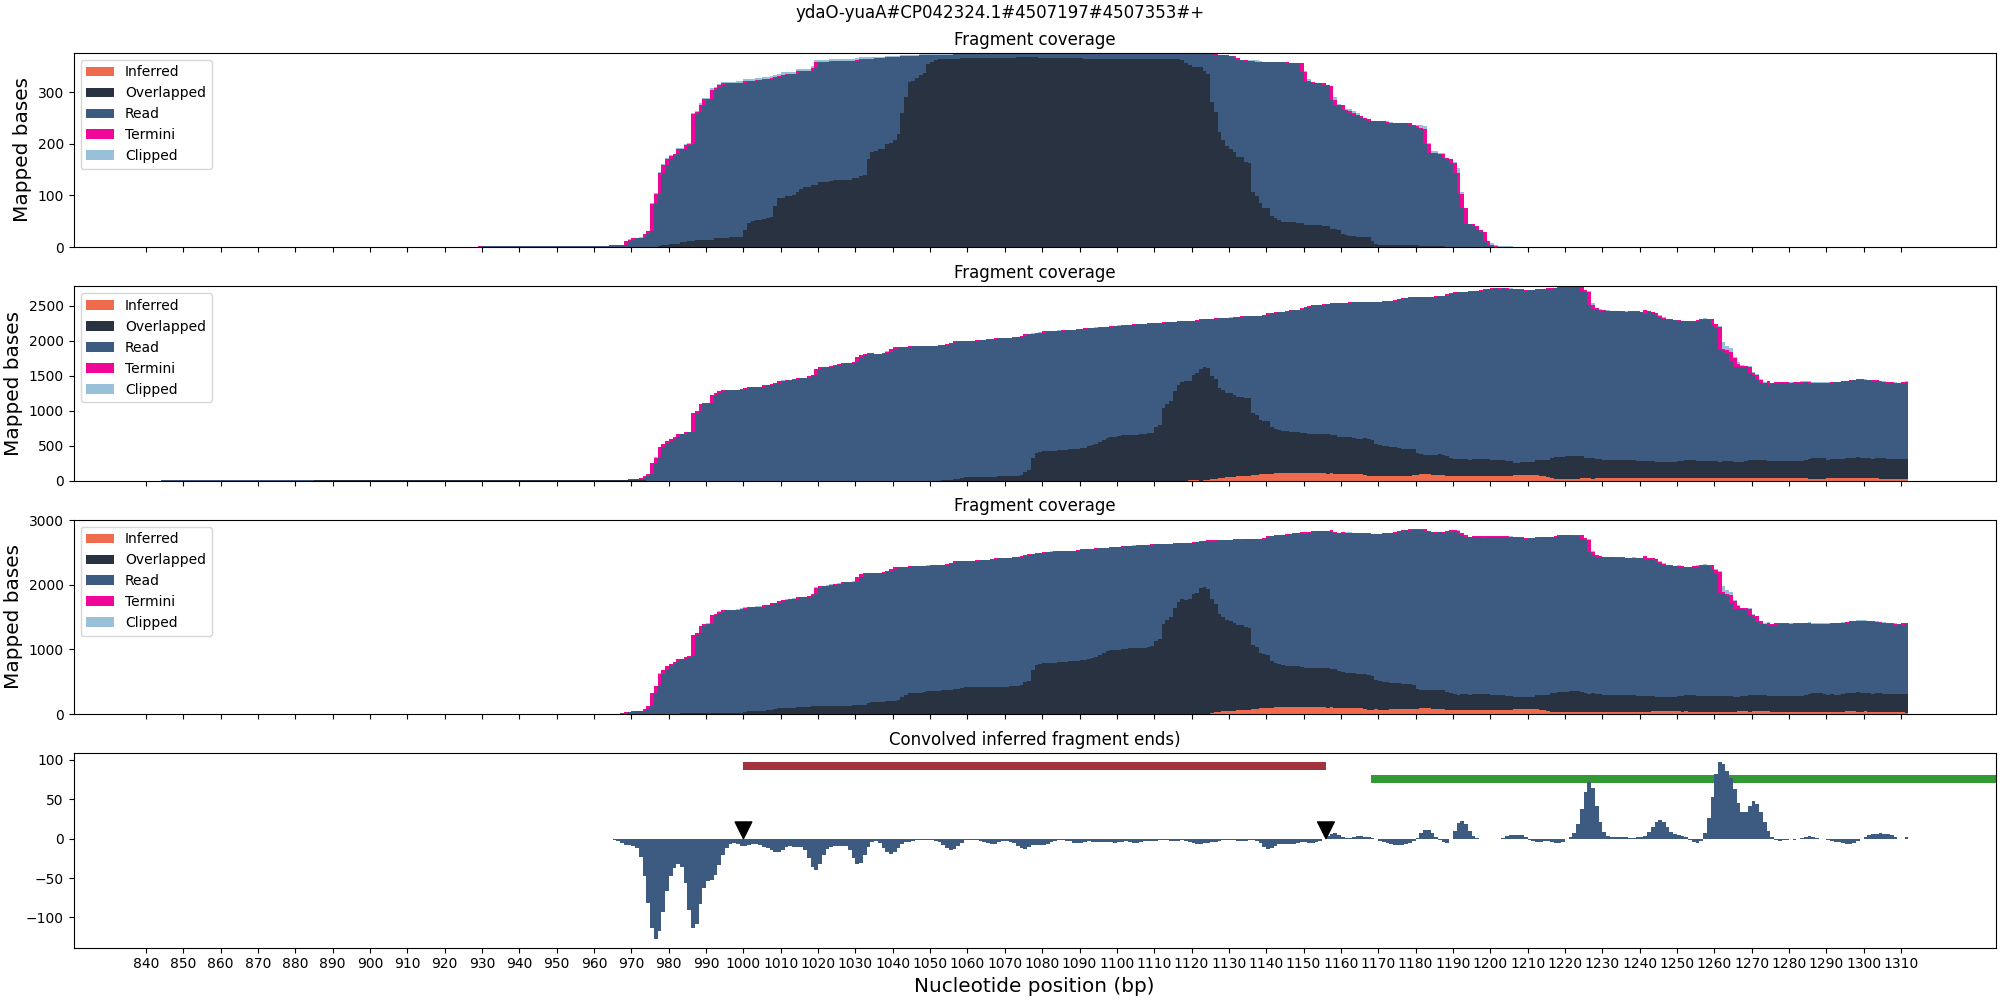 ydaO-yuaA#CP042324.1#4507197#4507353#+
Fragment coverage
Mapped bases
300
200
100
0
Inferred
Overlapped
Read
Termini
Clipped
Fragment coverage
Mapped bases
2500
2000
1500
1000
500
0
Inferred
Overlapped
Read
Termini
Clipped
Fragment coverage
Mapped bases
3000
2000
1000
0
Inferred
Overlapped
Read
Termini
Clipped
Convolved inferred fragment ends)
100
50
0
−50
−100
840 850 860 870 880 890 900 910 920 930 940 950 960 970 980 990 1000 1010 1020 1030 1040 1050 1060 1070 1080 1090 1100 1110 1120 1130 1140 1150 1160 1170 1180 1190 1200 1210 1220 1230 1240 1250 1260 1270 1280 1290 1300 1310
Nucleotide position (bp)